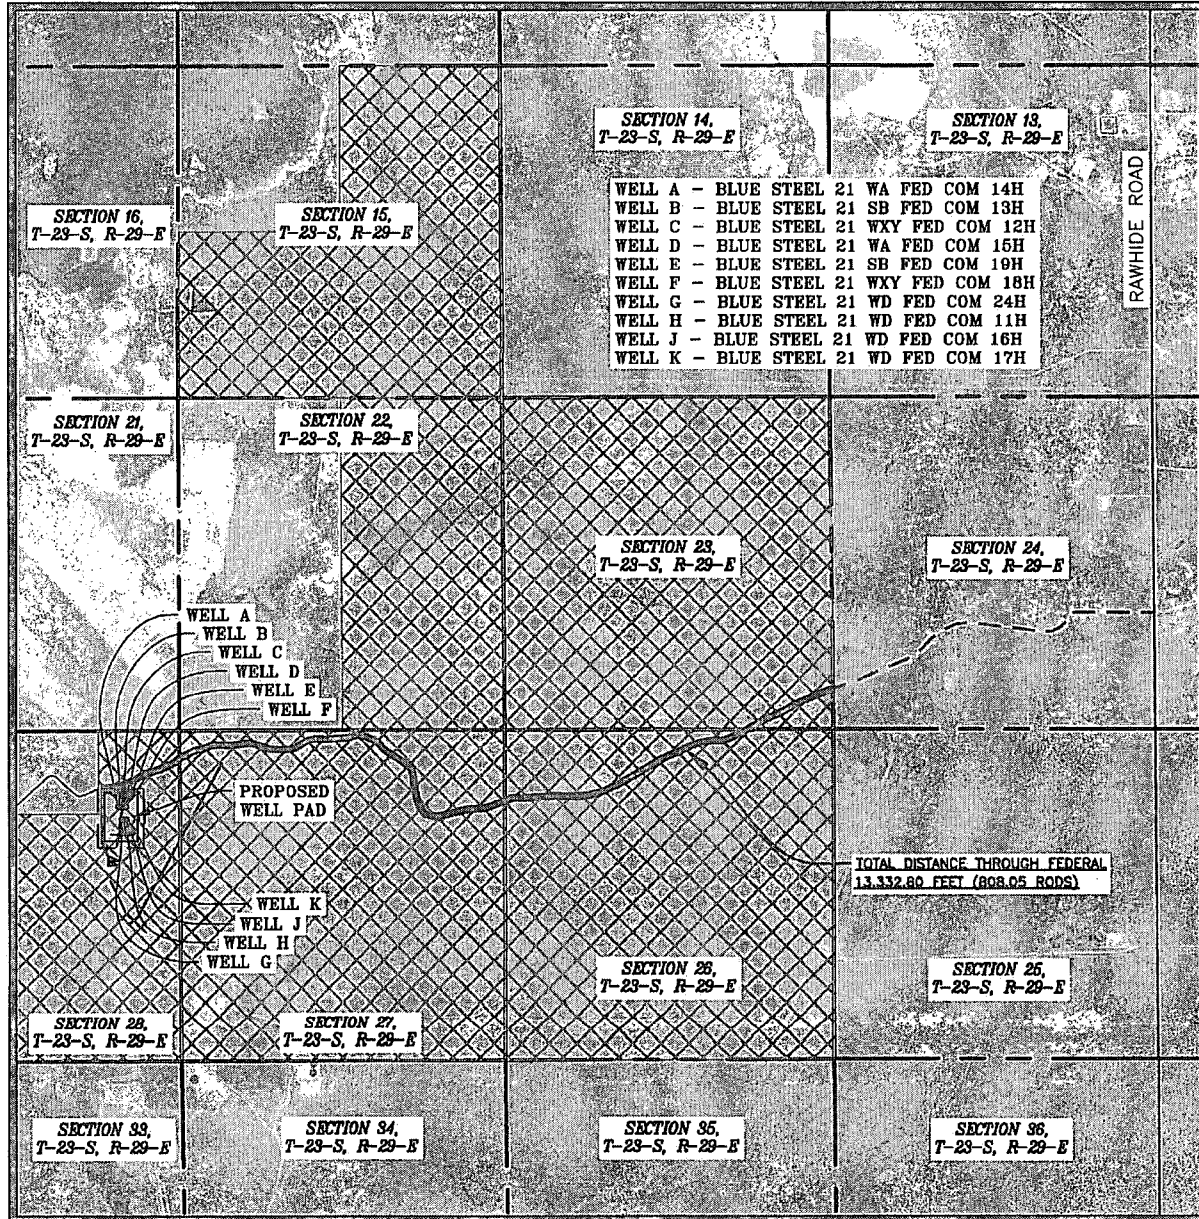 SECTION 14,
T-23-S, R-29-E
SECTION 13,
T-23-S, R-29-E
RAWHIDE ROAD
WELL A - BLUE STEEL 21 WA FED COM 14H
WELL B - BLUE STEEL 21 SB FED COM 13H
WELL C - BLUE STEEL 21 WXY FED COM 12H
WELL D - BLUE STEEL 21 WA FED COM 15H
WELL E - BLUE STEEL 21 SB FED COM 19H
WELL F - BLUE STEEL 21 WXY FED COM 18H
WELL G - BLUE STEEL 21 WD FED COM 24H
WELL H - BLUE STEEL 21 WD FED COM 11H
WELL J - BLUE STEEL 21 WD FED COM 16H
WELL K - BLUE STEEL 21 WD FED COM 17H
SECTION 16,
T-23-S, R-29-E
SECTION 15,
T-23-S, R-29-E
SECTION 21,
T-23-S, R-29-E
SECTION 22,
T-23-S, R-29-E
SECTION 23,
T-23-S, R-29-E
SECTION 24,
T-23-S, R-29-E
WELL A
WELL B
WELL C
WELL D
WELL E
WELL F
PROPOSED
WELL PAD
TOTAL DISTANCE THROUGH FEDERAL
13,332.80 FEET (808.05 RODS)
WELL K
WELL J
WELL H
WELL G
SECTION 28,
T-23-S, R-29-E
SECTION 27,
T-23-S, R-29-E
SECTION 26,
T-23-S, R-29-E
SECTION 25,
T-23-S, R-29-E
SECTION 33,
T-23-S, R-29-E
SECTION 34,
T-23-S, R-29-E
SECTION 35,
T-23-S, R-29-E
SECTION 36,
T-23-S, R-29-E